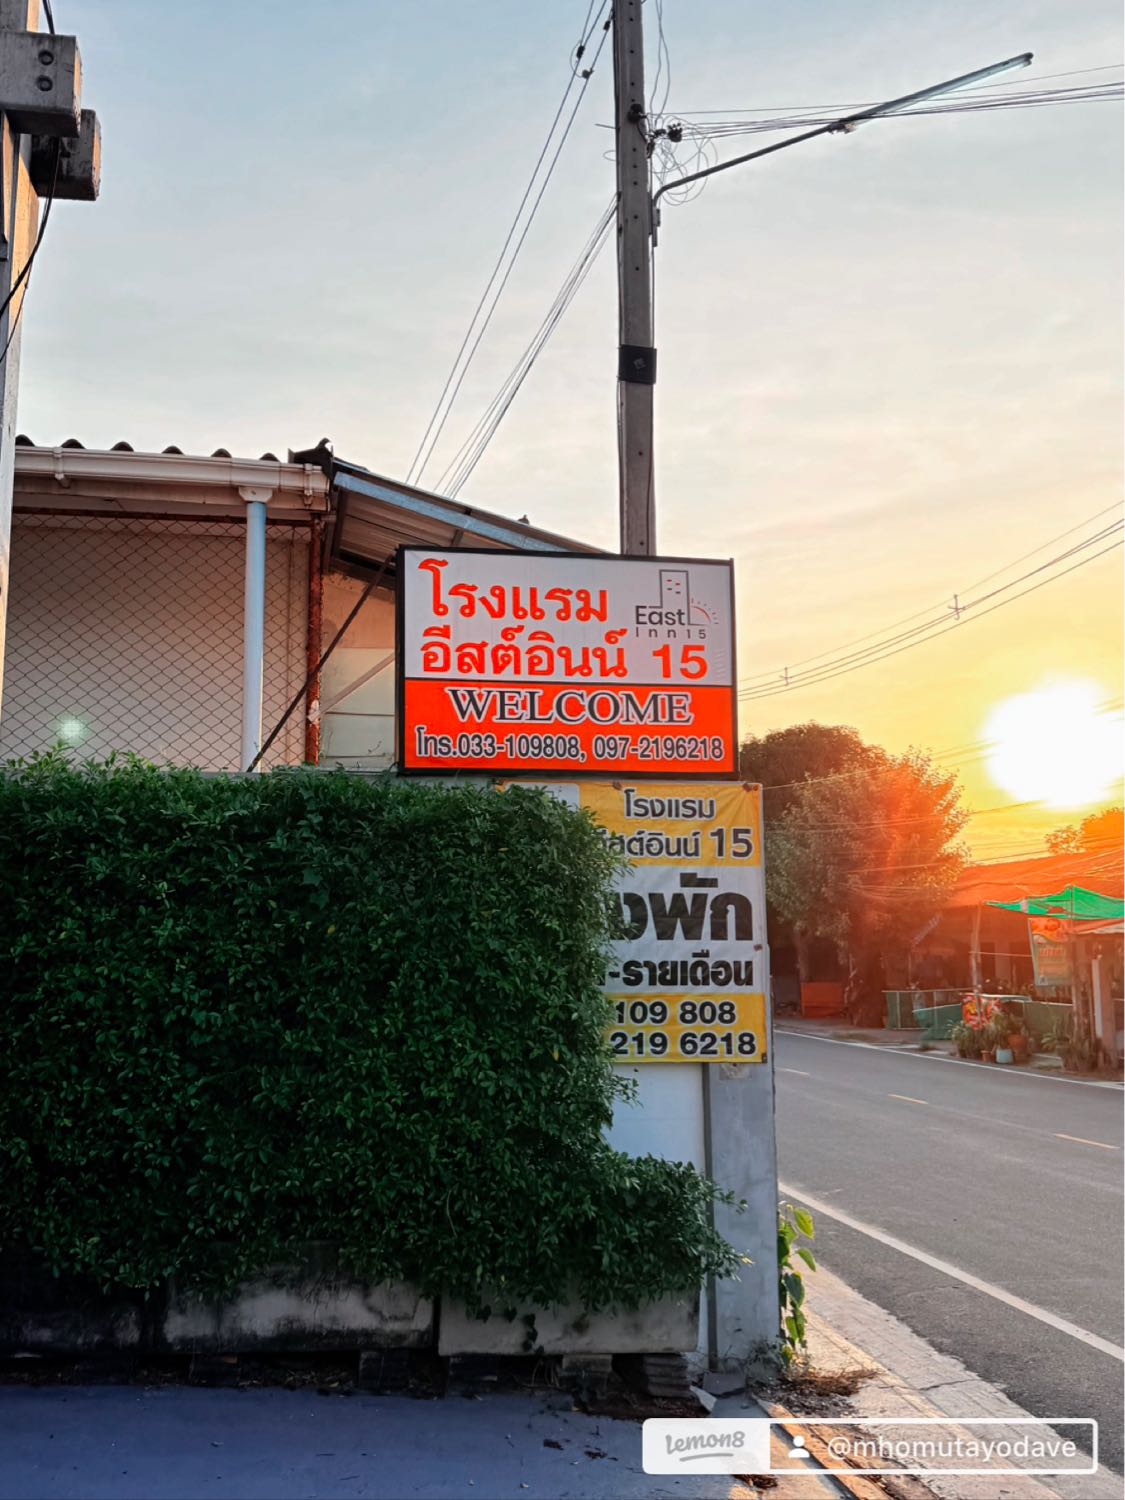 โรงแรม
อีสต์อินน์ 15
East
Inn15
WELCOME
โทร.033-109808, 097-2196218
โรงแรม
สต์อินน์ 15
งพัก
-รายเดือน
109 808
219 6218
lemon8
@mhomutayodave